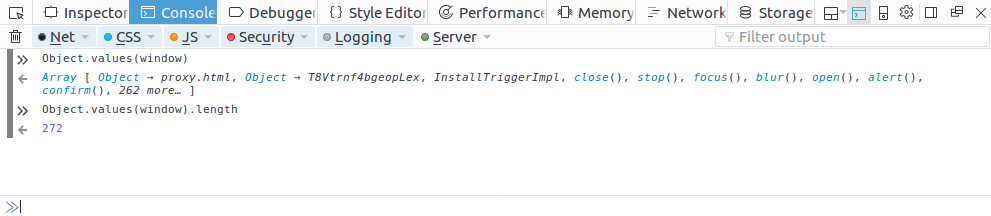 Inspector Console Debugger Style Editor Performance Memory Network Storage
Net CSS JS Security Logging Server Filter output
Object.values(window)
Array [ Object → proxy.html, Object → T8Vtrnf4bgeopLex, InstallTriggerImpl, close(), stop(), focus(), blur(), open(), alert(),
confirm(), 262 more… ]
Object.values(window).length
272